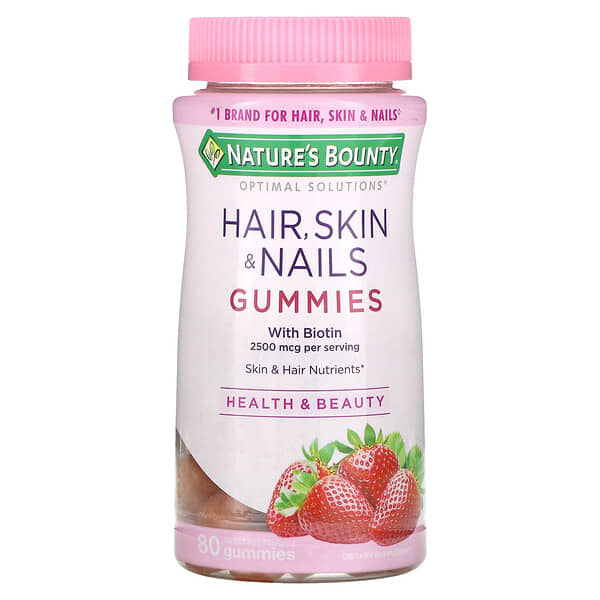 #1 BRAND FOR HAIR, SKIN & NAILS◊
NATURE'S BOUNTY®
OPTIMAL SOLUTIONS®
HAIR, SKIN
& NAILS
GUMMIES
With Biotin
2500 mcg per serving
Skin & Hair Nutrients*
HEALTH & BEAUTY
80
gummies
DIETARY SUPPLEMENT